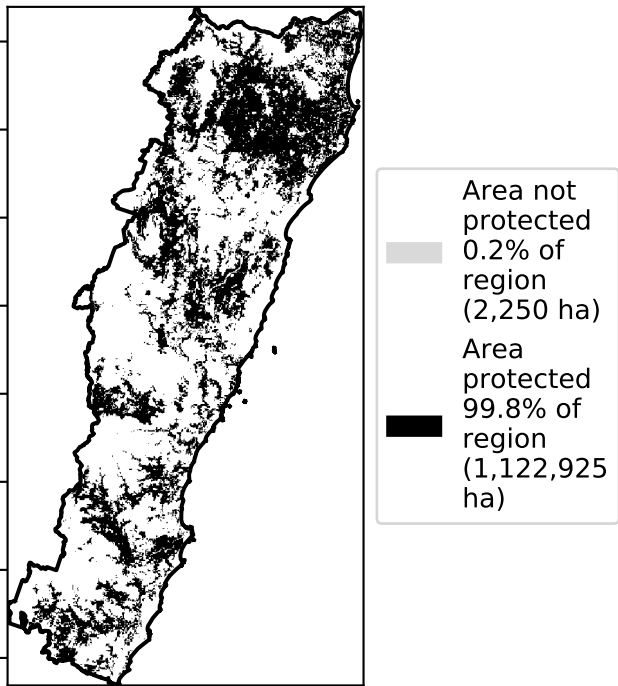 Area not
protected
0.2% of
region
(2,250 ha)
Area
protected
99.8% of
region
(1,122,925
ha)